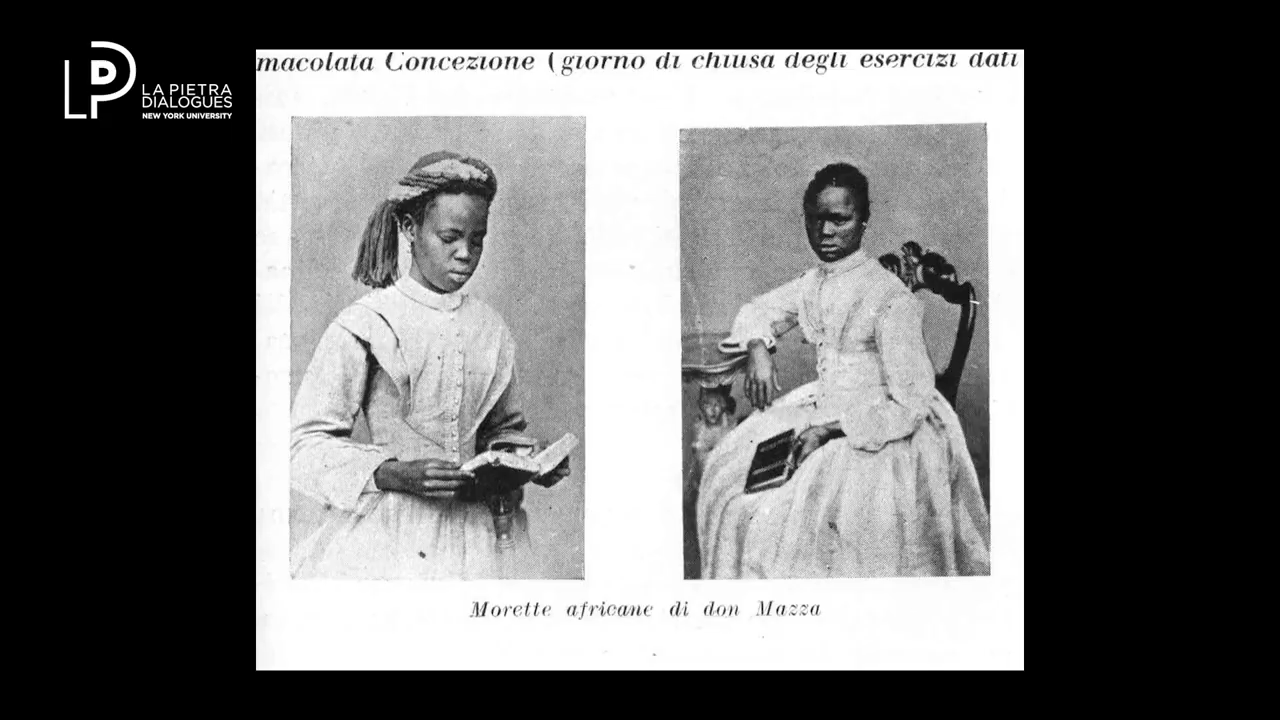 LP
LA PIETRA
DIALOGUES
NEW YORK UNIVERSITY
macolata Concezione (giorno di chiusa degli esercizi dati
Morette africane di don Mazza